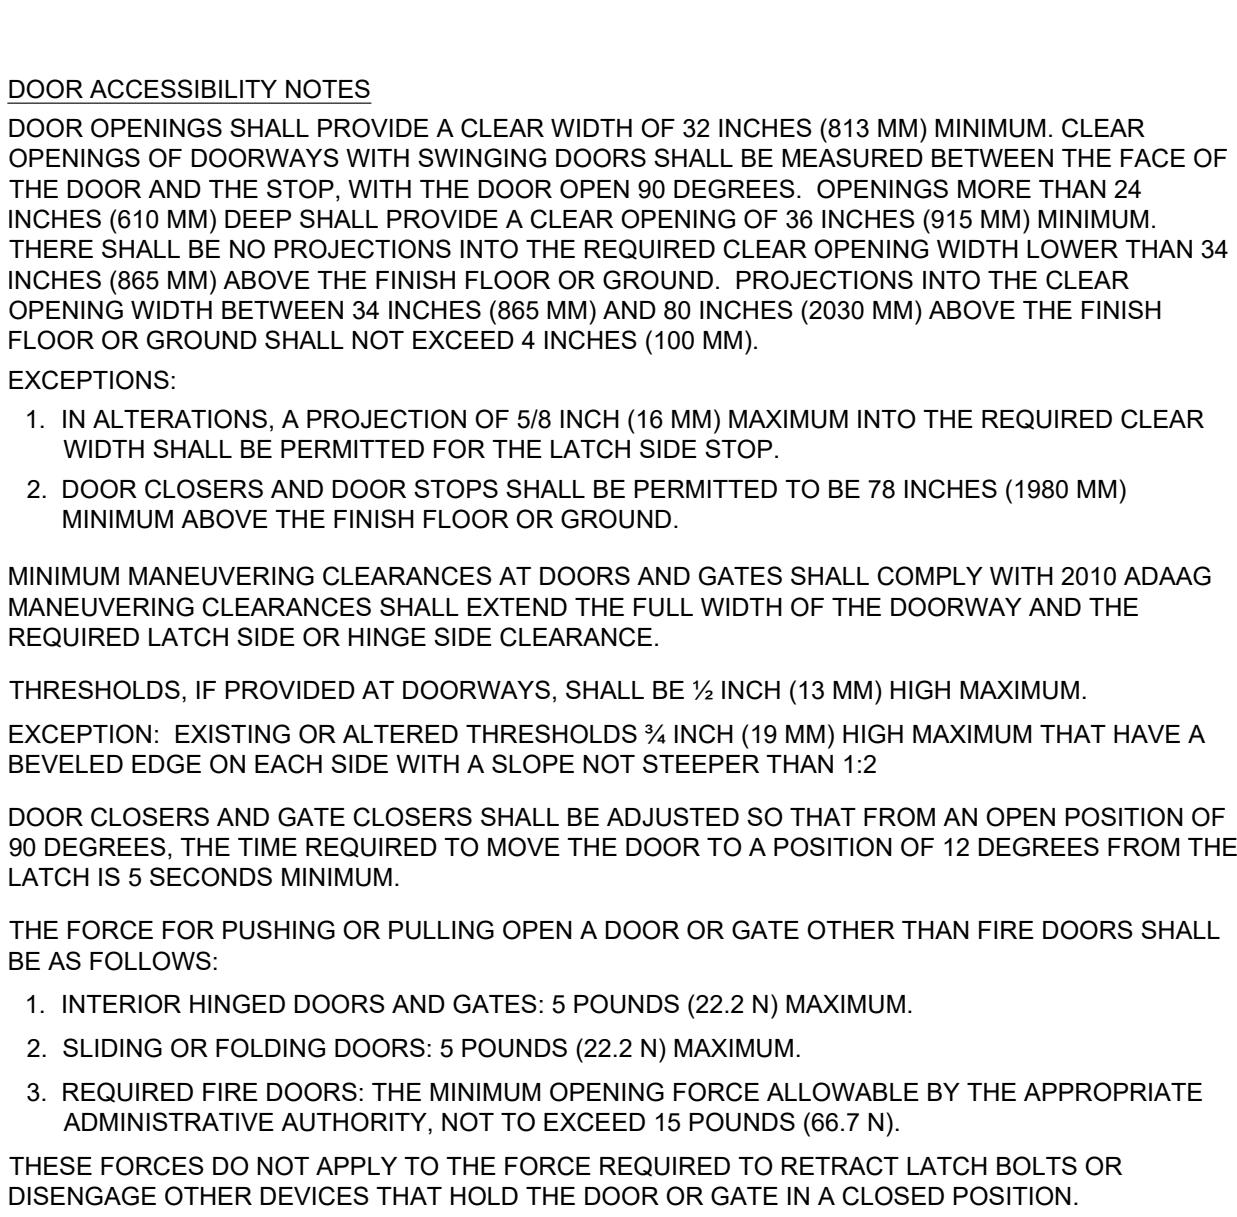 DOOR ACCESSIBILITY NOTES
DOOR OPENINGS SHALL PROVIDE A CLEAR WIDTH OF 32 INCHES (813 MM) MINIMUM. CLEAR
OPENINGS OF DOORWAYS WITH SWINGING DOORS SHALL BE MEASURED BETWEEN THE FACE OF
THE DOOR AND THE STOP, WITH THE DOOR OPEN 90 DEGREES.  OPENINGS MORE THAN 24
INCHES (610 MM) DEEP SHALL PROVIDE A CLEAR OPENING OF 36 INCHES (915 MM) MINIMUM.
THERE SHALL BE NO PROJECTIONS INTO THE REQUIRED CLEAR OPENING WIDTH LOWER THAN 34
INCHES (865 MM) ABOVE THE FINISH FLOOR OR GROUND.  PROJECTIONS INTO THE CLEAR
OPENING WIDTH BETWEEN 34 INCHES (865 MM) AND 80 INCHES (2030 MM) ABOVE THE FINISH
FLOOR OR GROUND SHALL NOT EXCEED 4 INCHES (100 MM).
EXCEPTIONS:
1. IN ALTERATIONS, A PROJECTION OF 5/8 INCH (16 MM) MAXIMUM INTO THE REQUIRED CLEAR
WIDTH SHALL BE PERMITTED FOR THE LATCH SIDE STOP.
2. DOOR CLOSERS AND DOOR STOPS SHALL BE PERMITTED TO BE 78 INCHES (1980 MM)
MINIMUM ABOVE THE FINISH FLOOR OR GROUND.
MINIMUM MANEUVERING CLEARANCES AT DOORS AND GATES SHALL COMPLY WITH 2010 ADAAG
MANEUVERING CLEARANCES SHALL EXTEND THE FULL WIDTH OF THE DOORWAY AND THE
REQUIRED LATCH SIDE OR HINGE SIDE CLEARANCE.
THRESHOLDS, IF PROVIDED AT DOORWAYS, SHALL BE ½ INCH (13 MM) HIGH MAXIMUM.
EXCEPTION:  EXISTING OR ALTERED THRESHOLDS ¾ INCH (19 MM) HIGH MAXIMUM THAT HAVE A
BEVELED EDGE ON EACH SIDE WITH A SLOPE NOT STEEPER THAN 1:2
DOOR CLOSERS AND GATE CLOSERS SHALL BE ADJUSTED SO THAT FROM AN OPEN POSITION OF
90 DEGREES, THE TIME REQUIRED TO MOVE THE DOOR TO A POSITION OF 12 DEGREES FROM THE
LATCH IS 5 SECONDS MINIMUM.
THE FORCE FOR PUSHING OR PULLING OPEN A DOOR OR GATE OTHER THAN FIRE DOORS SHALL
BE AS FOLLOWS:
1. INTERIOR HINGED DOORS AND GATES: 5 POUNDS (22.2 N) MAXIMUM.
2. SLIDING OR FOLDING DOORS: 5 POUNDS (22.2 N) MAXIMUM.
3. REQUIRED FIRE DOORS: THE MINIMUM OPENING FORCE ALLOWABLE BY THE APPROPRIATE
ADMINISTRATIVE AUTHORITY, NOT TO EXCEED 15 POUNDS (66.7 N).
THESE FORCES DO NOT APPLY TO THE FORCE REQUIRED TO RETRACT LATCH BOLTS OR
DISENGAGE OTHER DEVICES THAT HOLD THE DOOR OR GATE IN A CLOSED POSITION.